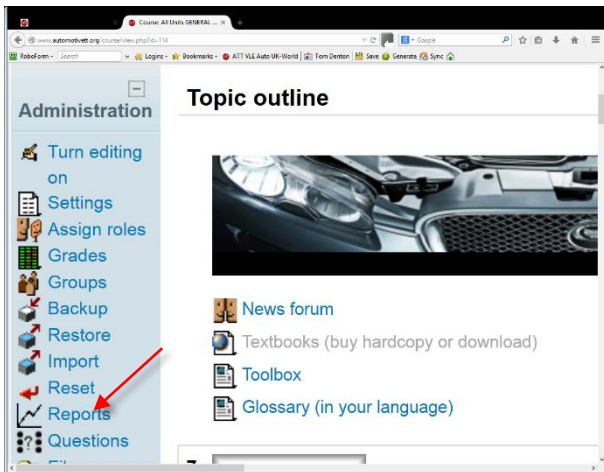 Course: All Units GENERAL ...
www.automotivett.org/course/view.php?id=114
Google
RoboForm - Search Logins - Bookmarks - ATT VLE Auto UK-World Tom Denton Save Generate Sync
Administration
Turn editing
on
Settings
Assign roles
Grades
Groups
Backup
Restore
Import
Reset
Reports
Questions
Topic outline
News forum
Textbooks (buy hardcopy or download)
Toolbox
Glossary (in your language)